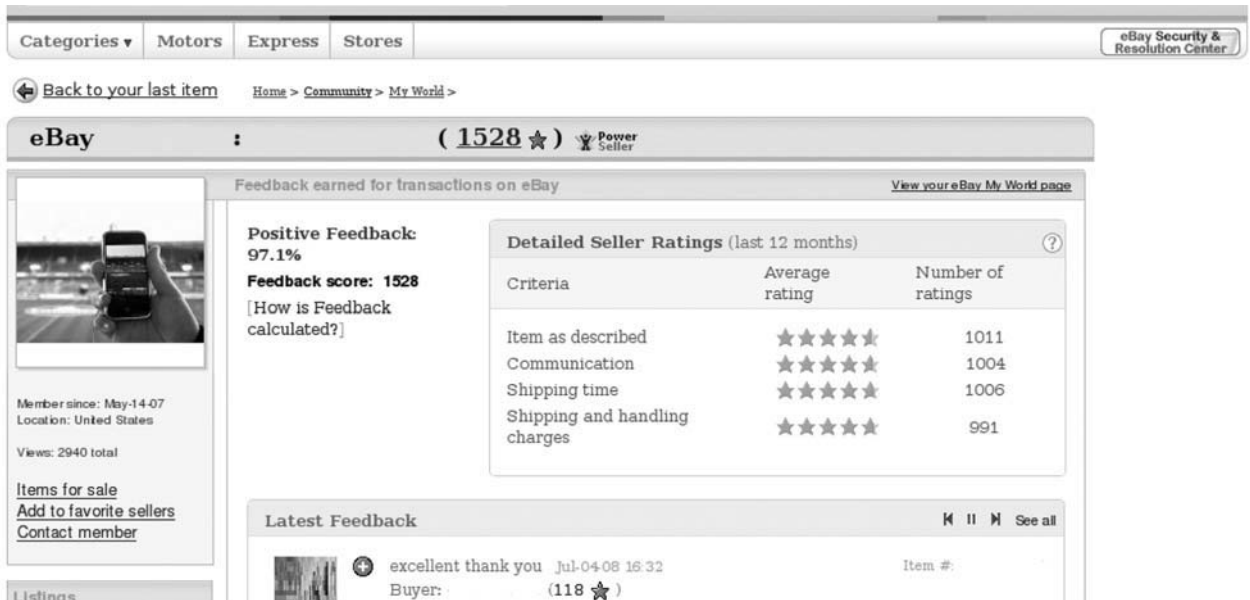 Categories ▾ Motors Express Stores
eBay Security &
Resolution Center
Back to your last item Home > Community > My World >
eBay : ( 1528 ★ ) Power
Seller
Feedback earned for transactions on eBay View your eBay My World page
Positive Feedback:
97.1%
Feedback score: 1528
[How is Feedback
calculated?]
Detailed Seller Ratings (last 12 months) ?
Criteria Average
rating Number of
ratings
Item as described 1011
Communication 1004
Shipping time 1006
Shipping and handling
charges 991
Member since: May-14-07
Location: United States
Views: 2940 total
Items for sale
Add to favorite sellers
Contact member
Latest Feedback See all
excellent thank you Jul-04-08 16:32 Item #:
Buyer: (118 ★ )
Listings